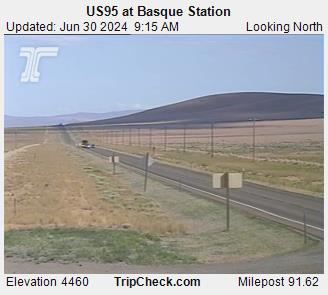 US95 at Basque Station
Updated: Jun 30 2024 9:15 AM Looking North
Elevation 4460 TripCheck.com Milepost 91.62